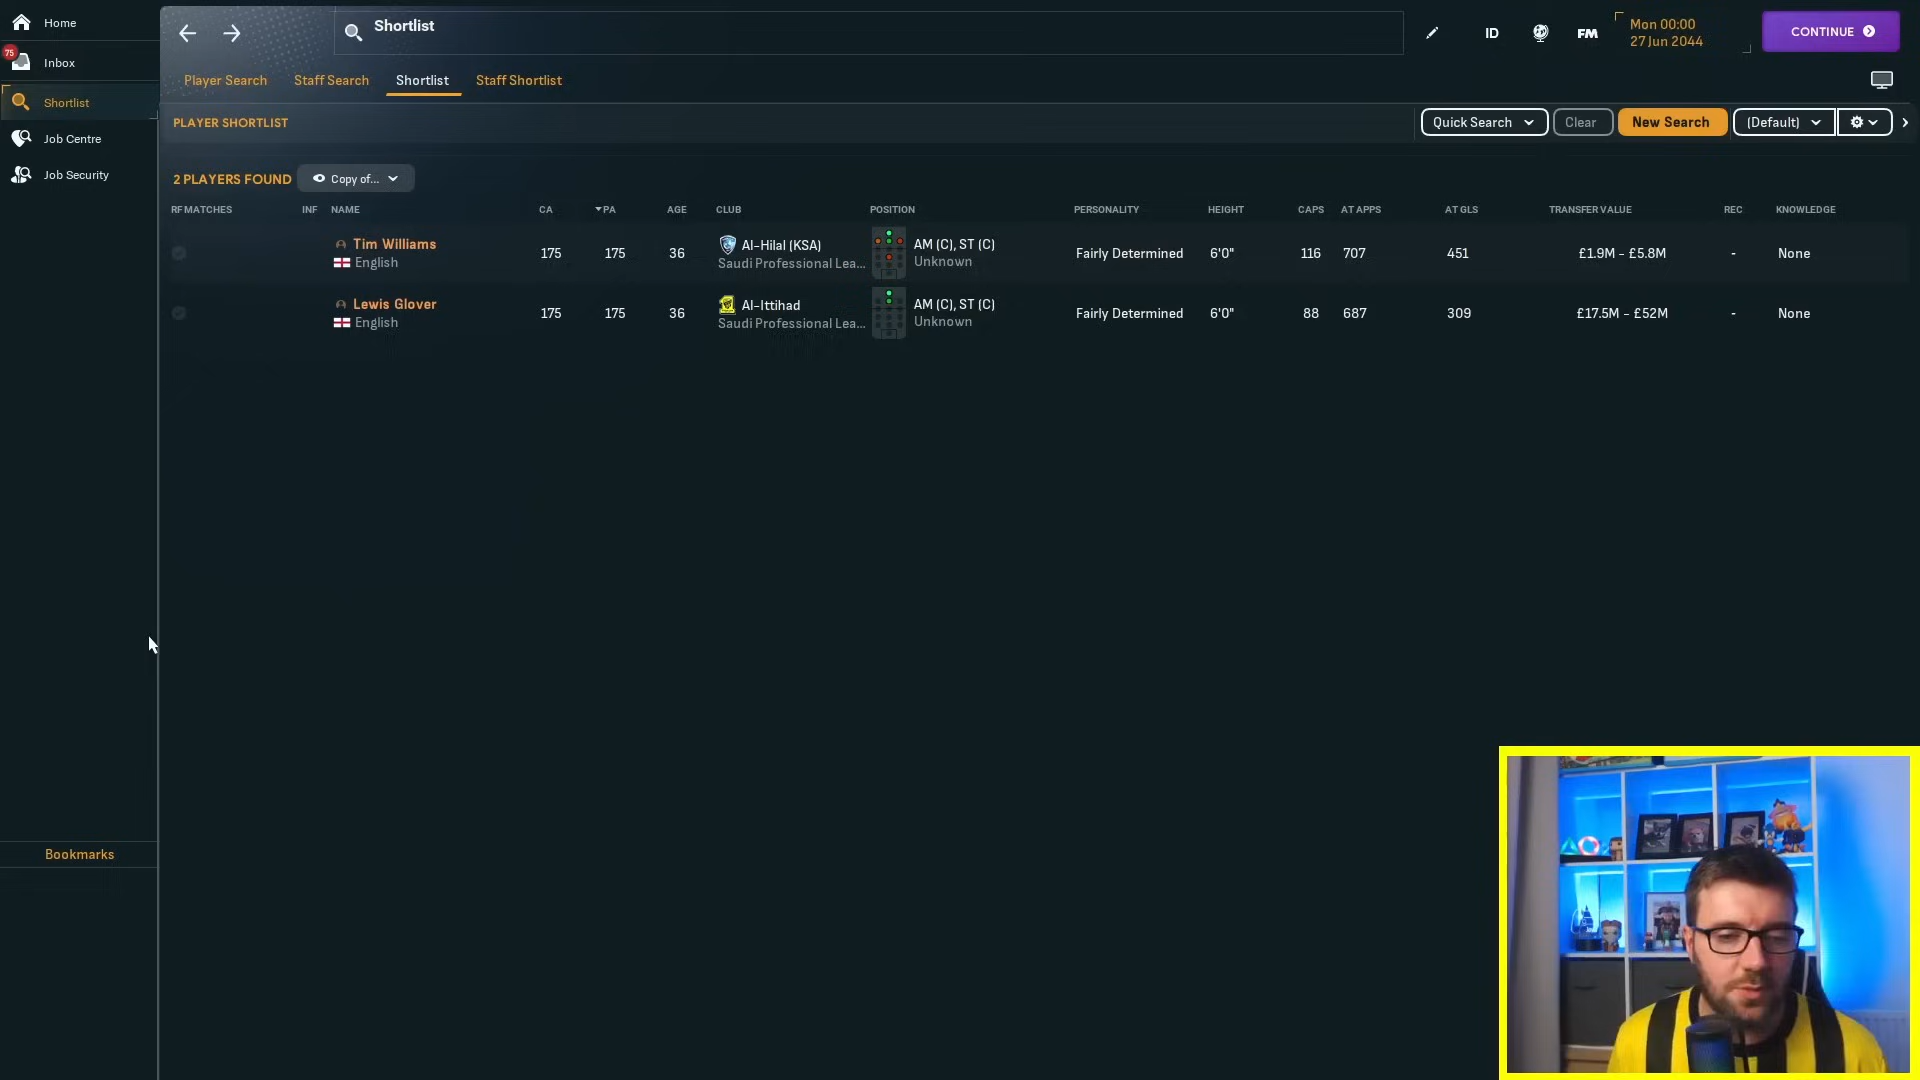 Home
75
Inbox
Shortlist
Job Centre
Job Security
Bookmarks
Shortlist
ID
FM
Mon 00:00
27 Jun 2044
CONTINUE
Player Search Staff Search Shortlist Staff Shortlist
PLAYER SHORTLIST
Quick Search Clear New Search (Default)
2 PLAYERS FOUND Copy of...
RF MATCHES INF NAME CA PA AGE CLUB POSITION PERSONALITY HEIGHT CAPS AT APPS AT GLS TRANSFER VALUE REC KNOWLEDGE
Tim Williams 175 175 36 Al-Hilal (KSA) AM (C), ST (C) Fairly Determined 6'0" 116 707 451 £1.9M - £5.8M - None
English Saudi Professional Lea... Unknown
Lewis Glover 175 175 36 Al-Ittihad AM (C), ST (C) Fairly Determined 6'0" 88 687 309 £17.5M - £52M - None
English Saudi Professional Lea... Unknown